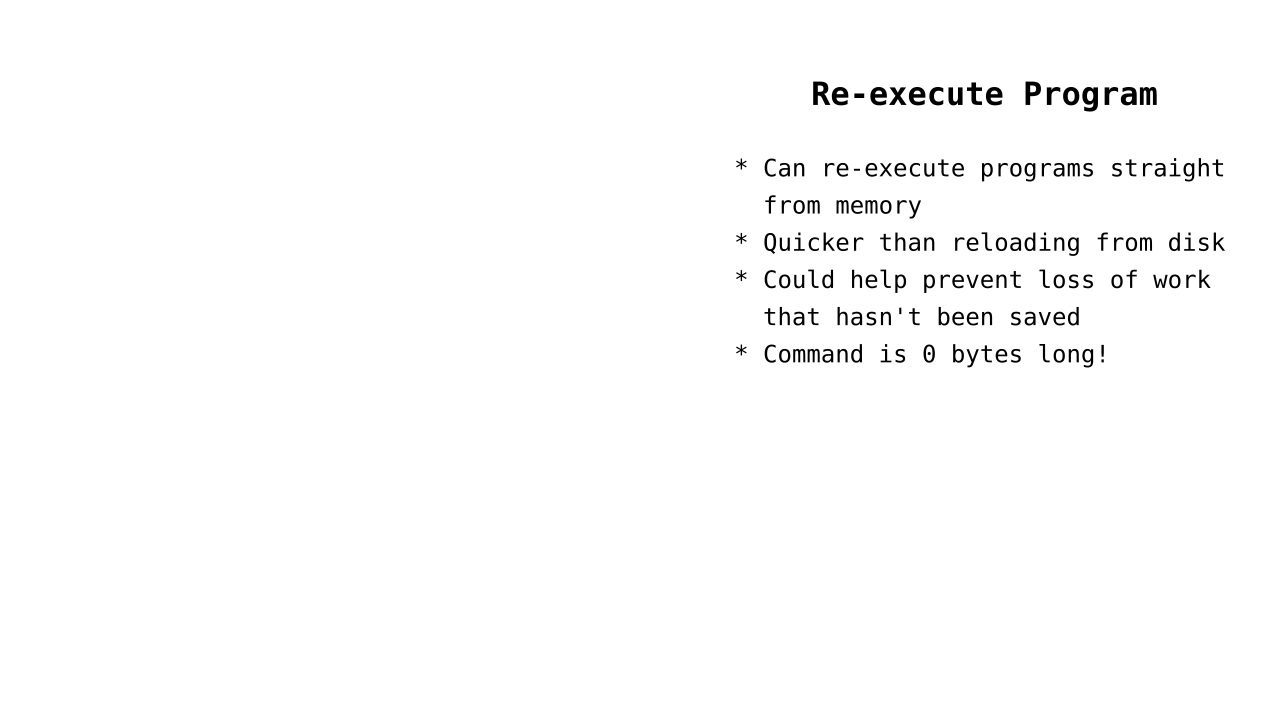 Re-execute Program
* Can re-execute programs straight
from memory
* Quicker than reloading from disk
* Could help prevent loss of work
that hasn't been saved
* Command is 0 bytes long!